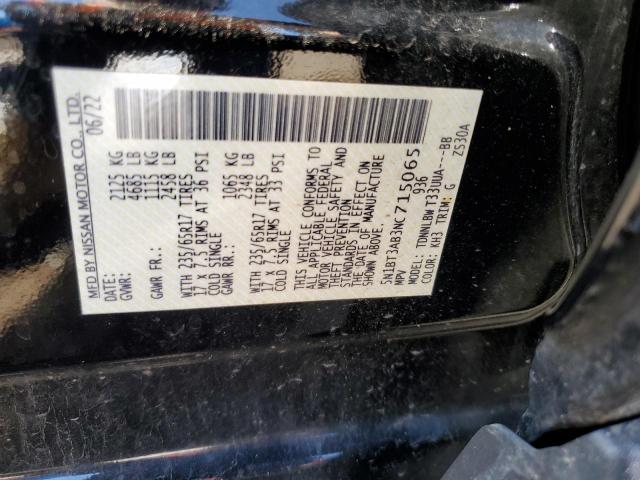 MFD BY NISSAN MOTOR CO., LTD.
06/22
GVWR: 2125 KG
4685 LB
GAWR FR.: 1115 KG
2458 LB
WITH 235/65R17 TIRES
17 X 7.5 RIMS AT 36 PSI
COLD SINGLE
GAWR RR.: 1065 KG
2348 LB
WITH 235/65R17 TIRES
17 X 7.5 RIMS AT 33 PSI
COLD SINGLE
THIS VEHICLE CONFORMS TO
ALL APPLICABLE FEDERAL
MOTOR VEHICLE SAFETY AND
THEFT PREVENTION
STANDARDS IN EFFECT ON
THE DATE OF MANUFACTURE
SHOWN ABOVE.
5N1BT3AB3NC715065
MPV 936
MODEL: TDNNLBWT33UUA---BB
COLOR: KH3 TRIM: G ZS30A